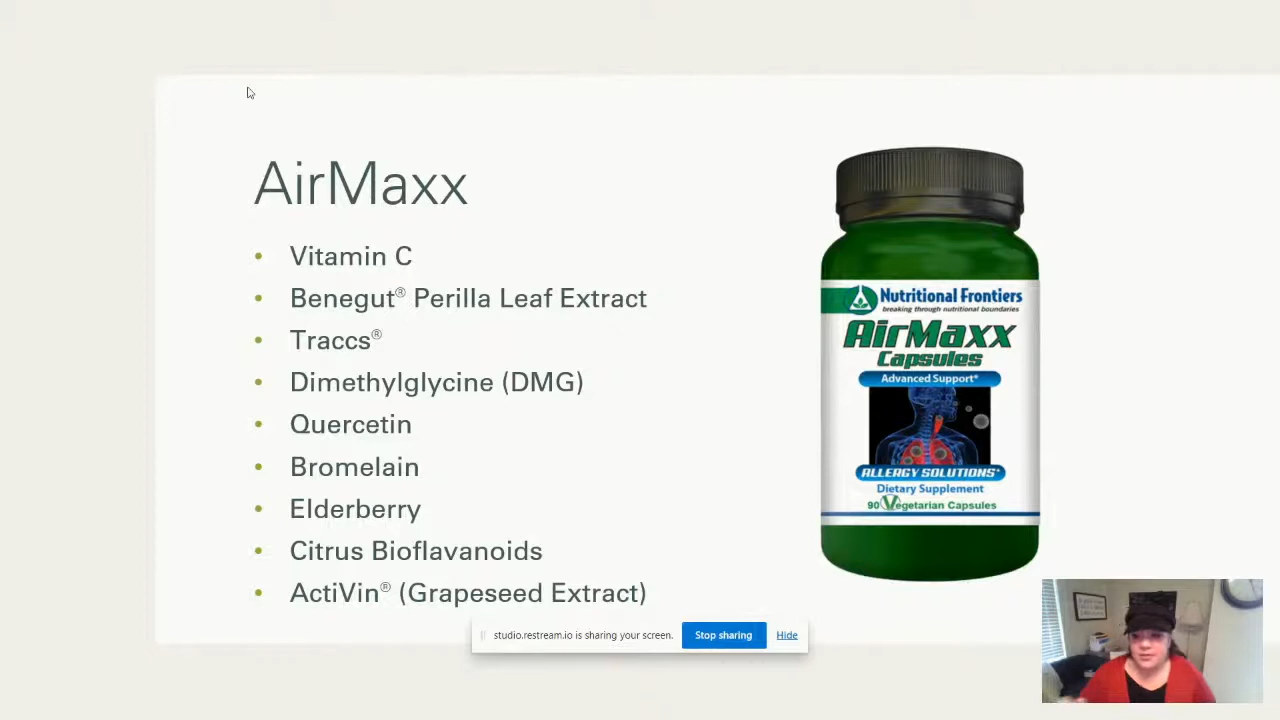 AirMaxx
• Vitamin C
• Benegut® Perilla Leaf Extract
• Traccs®
• Dimethylglycine (DMG)
• Quercetin
• Bromelain
• Elderberry
• Citrus Bioflavanoids
• ActiVin® (Grapeseed Extract)
Nutritional Frontiers
breaking through nutritional boundaries
AirMaxx
Capsules
Advanced Support*
ALLERGY SOLUTIONS*
Dietary Supplement
90 Vegetarian Capsules
studio.restream.io is sharing your screen.
Stop sharing
Hide